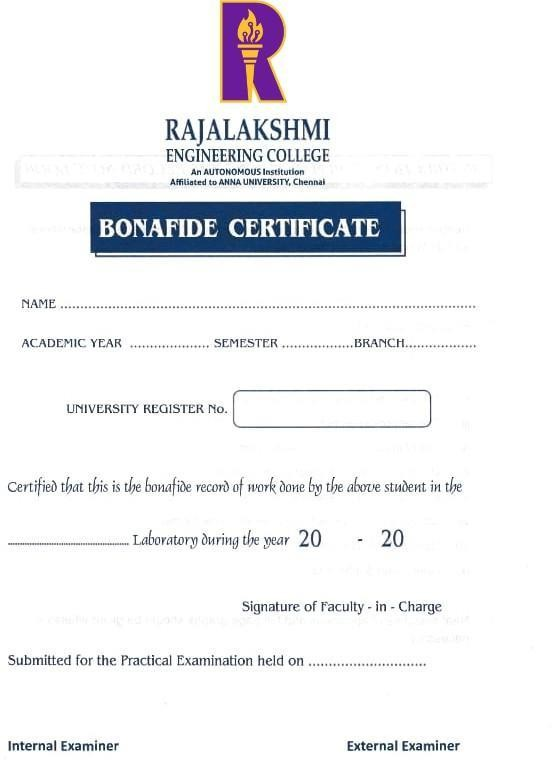 R
RAJALAKSHMI
ENGINEERING COLLEGE
An AUTONOMOUS Institution
Affiliated to ANNA UNIVERSITY, Chennai
BONAFIDE CERTIFICATE
NAME ................................................................................
ACADEMIC YEAR .................... SEMESTER ..................BRANCH..................
UNIVERSITY REGISTER No.
Certified that this is the bonafide record of work done by the above student in the
.................................................. Laboratory during the year 20 - 20
Signature of Faculty - in - Charge
Submitted for the Practical Examination held on ..............................
Internal Examiner External Examiner